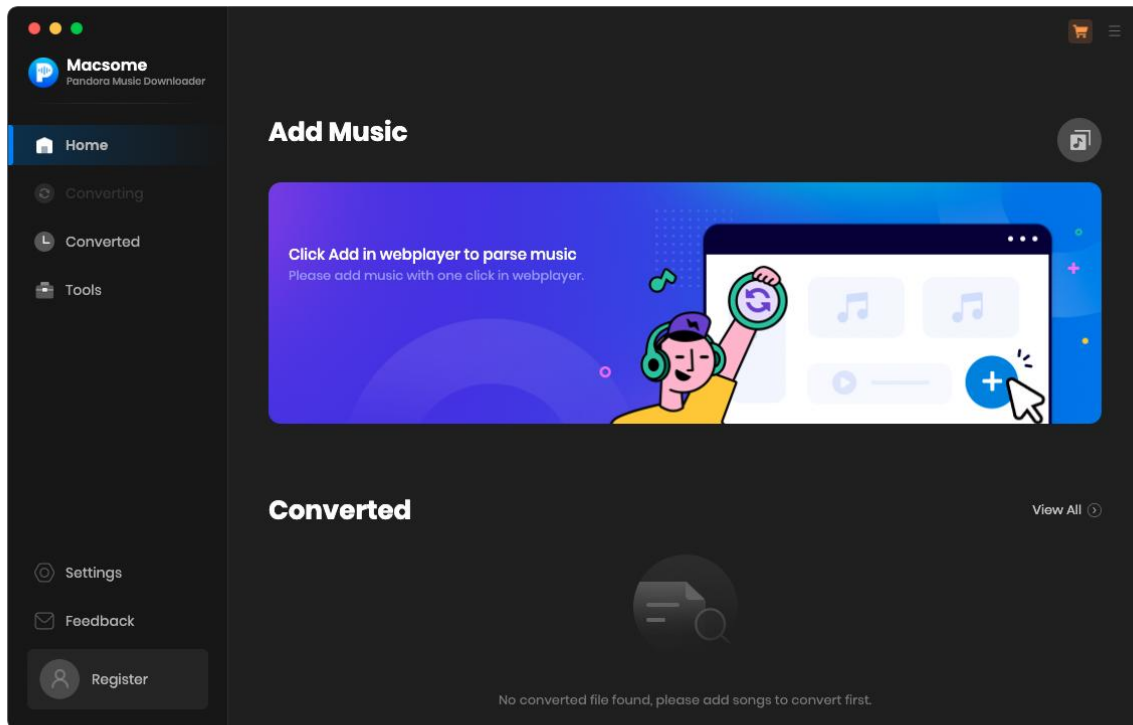 Macsome
Pandora Music Downloader
Home
Converting
Converted
Tools
Settings
Feedback
Register
Add Music
Click Add in webplayer to parse music
Please add music with one click in webplayer.
Converted
View All
No converted file found, please add songs to convert first.